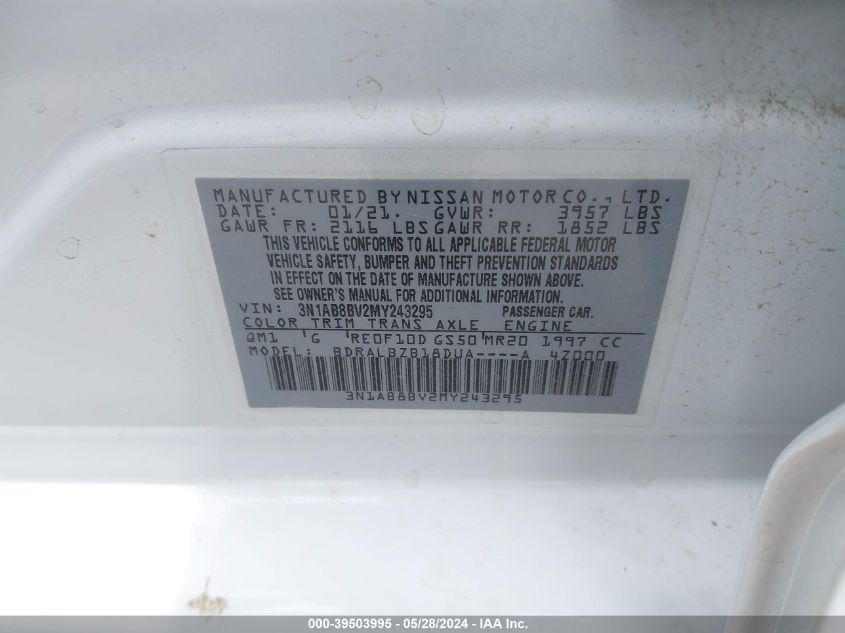 MANUFACTURED BY NISSAN MOTOR CO., LTD.
DATE: 01/21. GVWR: 3957 LBS
GAWR FR: 2116 LBS GAWR RR: 1852 LBS
THIS VEHICLE CONFORMS TO ALL APPLICABLE FEDERAL MOTOR
VEHICLE SAFETY, BUMPER AND THEFT PREVENTION STANDARDS
IN EFFECT ON THE DATE OF MANUFACTURE SHOWN ABOVE.
SEE OWNER'S MANUAL FOR ADDITIONAL INFORMATION.
VIN: 3N1AB8BV2MY243295 PASSENGER CAR.
COLOR TRIM TRANS AXLE ENGINE
QM1 G RE0F10D GS50 MR20 1997 CC
MODEL: BDRALBZB18DUA----A 4Z000
3N1AB8BV2MY243295
000-39503995 - 05/28/2024 - IAA Inc.